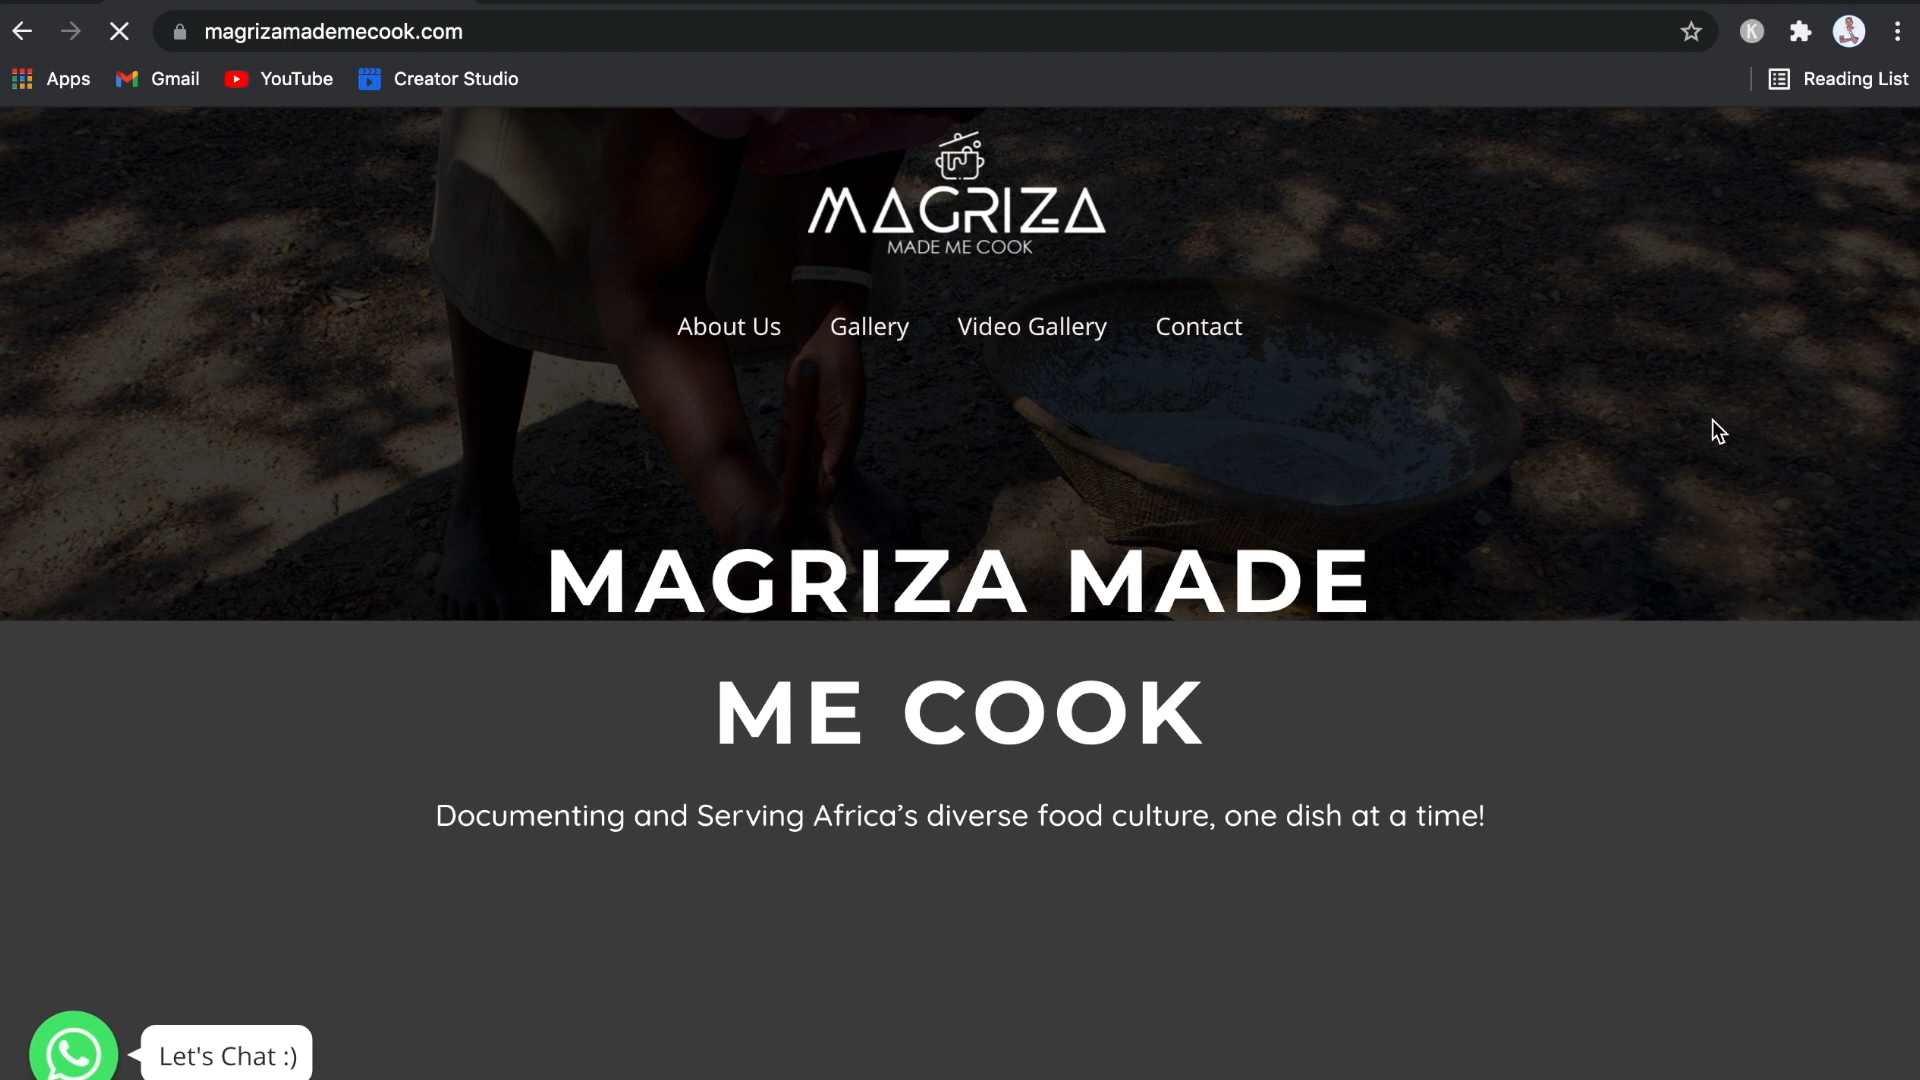 magrizamademecook.com
K
Apps Gmail YouTube Creator Studio Reading List
MAGRIZA
MADE ME COOK
About Us Gallery Video Gallery Contact
MAGRIZA MADE
ME COOK
Documenting and Serving Africa’s diverse food culture, one dish at a time!
Let's Chat :)